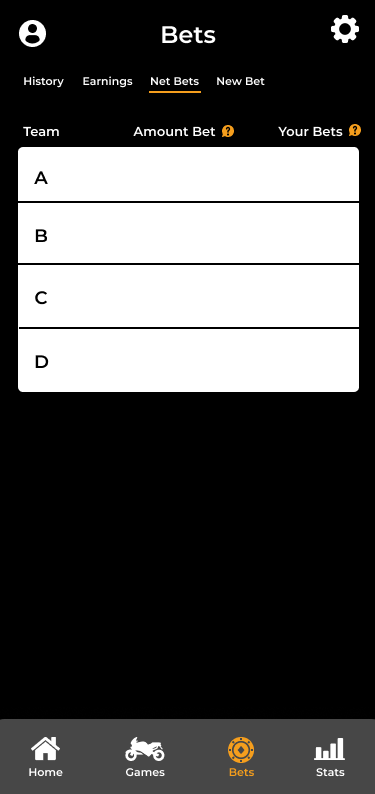 Bets
History Earnings Net Bets New Bet
Team Amount Bet ? Your Bets ?
A
B
C
D
Home Games Bets Stats